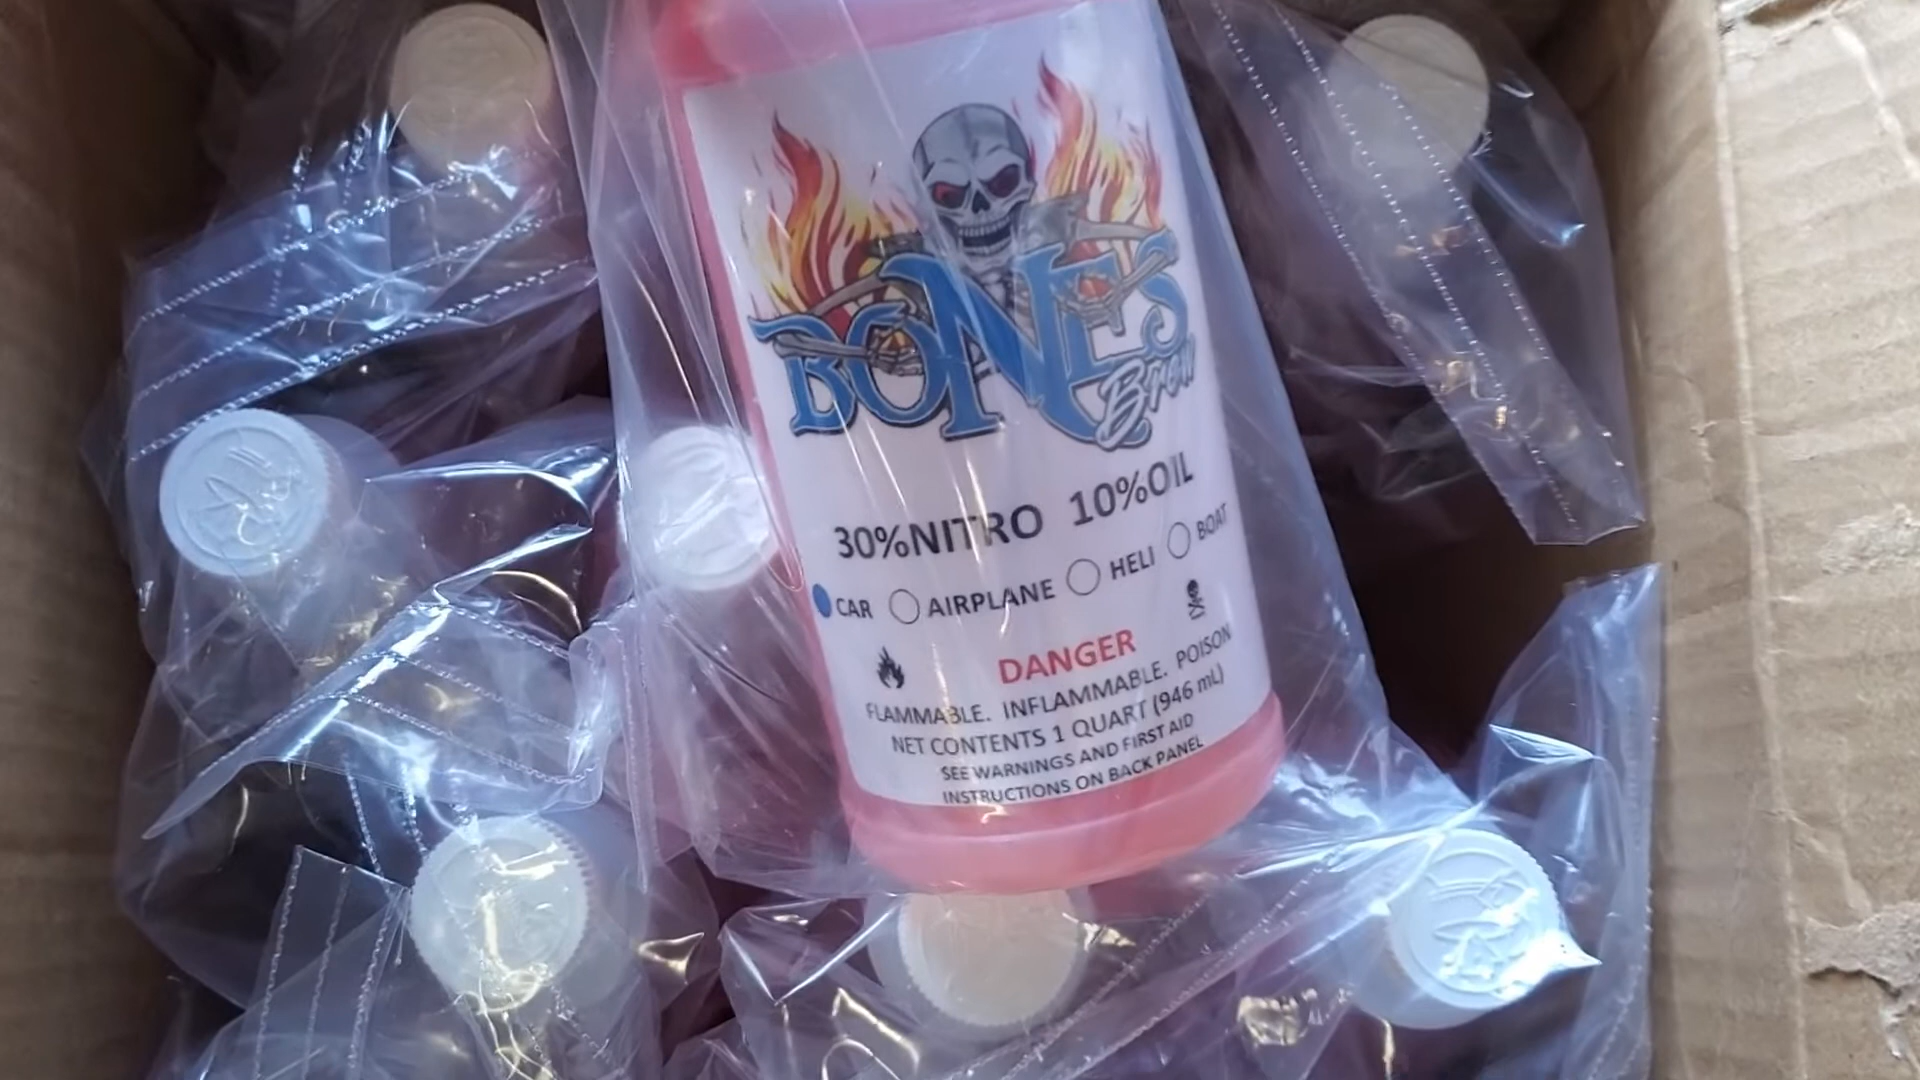 BONES
Brew
30%NITRO 10%OIL
CAR AIRPLANE HELI BOAT
DANGER
FLAMMABLE. INFLAMMABLE. POISON
NET CONTENTS 1 QUART (946 mL)
SEE WARNINGS AND FIRST AID
INSTRUCTIONS ON BACK PANEL